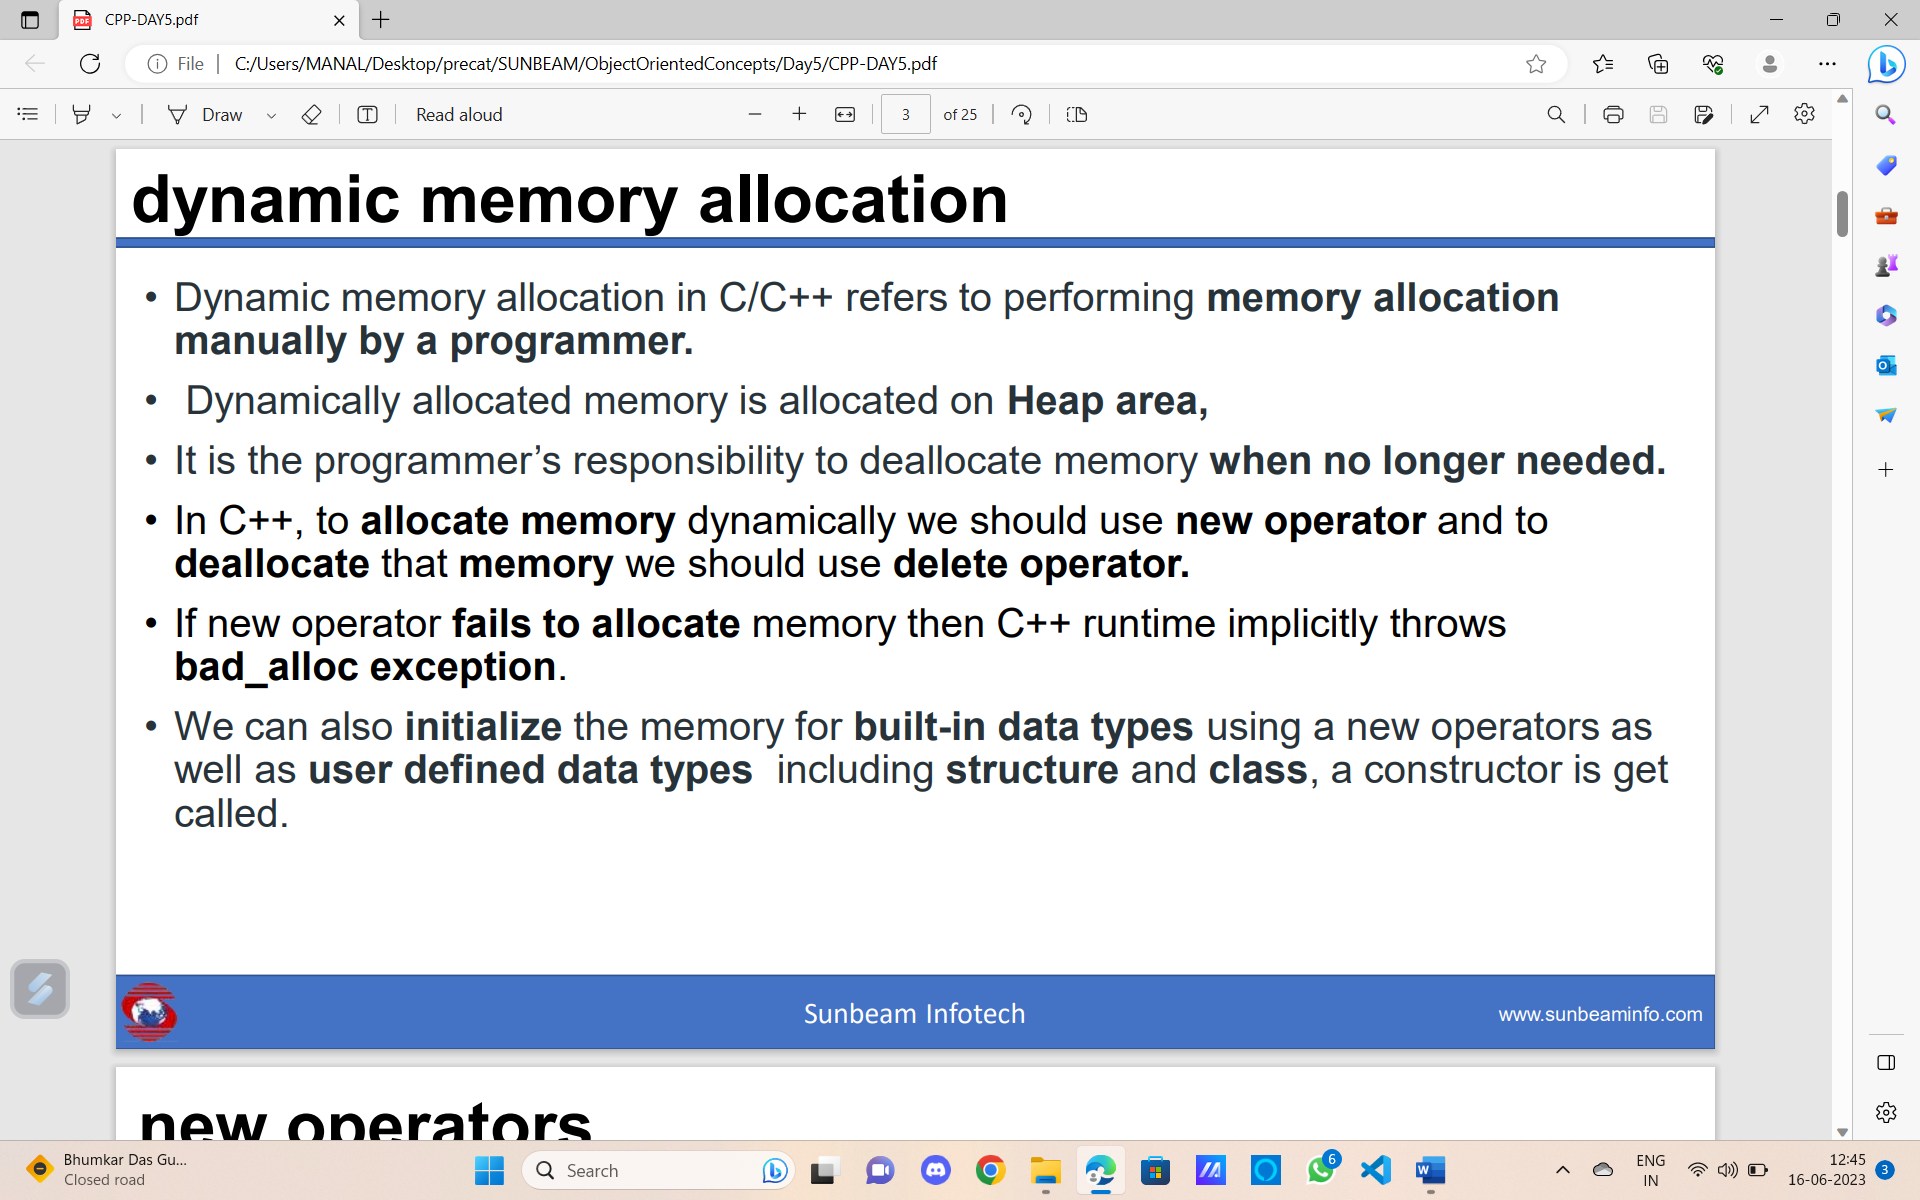 CPP-DAY5.pdf
File
C:/Users/MANAL/Desktop/precat/SUNBEAM/ObjectOrientedConcepts/Day5/CPP-DAY5.pdf
Draw
Read aloud
3
of 25
dynamic memory allocation
• Dynamic memory allocation in C/C++ refers to performing memory allocation
manually by a programmer.
• Dynamically allocated memory is allocated on Heap area,
• It is the programmer’s responsibility to deallocate memory when no longer needed.
• In C++, to allocate memory dynamically we should use new operator and to
deallocate that memory we should use delete operator.
• If new operator fails to allocate memory then C++ runtime implicitly throws
bad_alloc exception.
• We can also initialize the memory for built-in data types using a new operators as
well as user defined data types including structure and class, a constructor is get
called.
Sunbeam Infotech
www.sunbeaminfo.com
new operators
Bhumkar Das Gu...
Closed road
Search
6
ENG
IN
12:45
16-06-2023
3